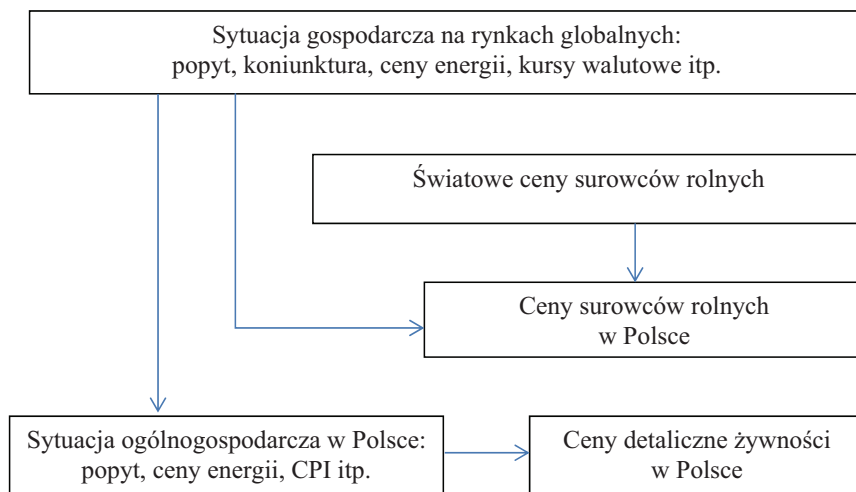 Sytuacja gospodarcza na rynkach globalnych:
popyt, koniunktura, ceny energii, kursy walutowe itp.
Światowe ceny surowców rolnych
Ceny surowców rolnych
w Polsce
Sytuacja ogólnogospodarcza w Polsce:
popyt, ceny energii, CPI itp.
Ceny detaliczne żywności
w Polsce